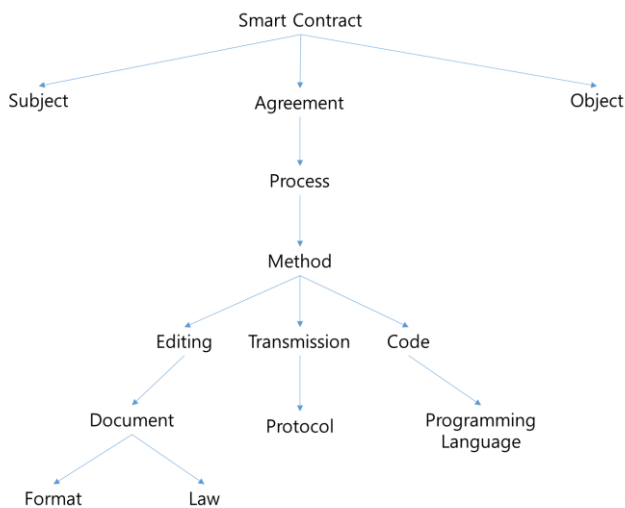 Smart Contract
Subject
Agreement
Object
Process
Method
Editing
Transmission
Code
Document
Protocol
Programming
Language
Format
Law